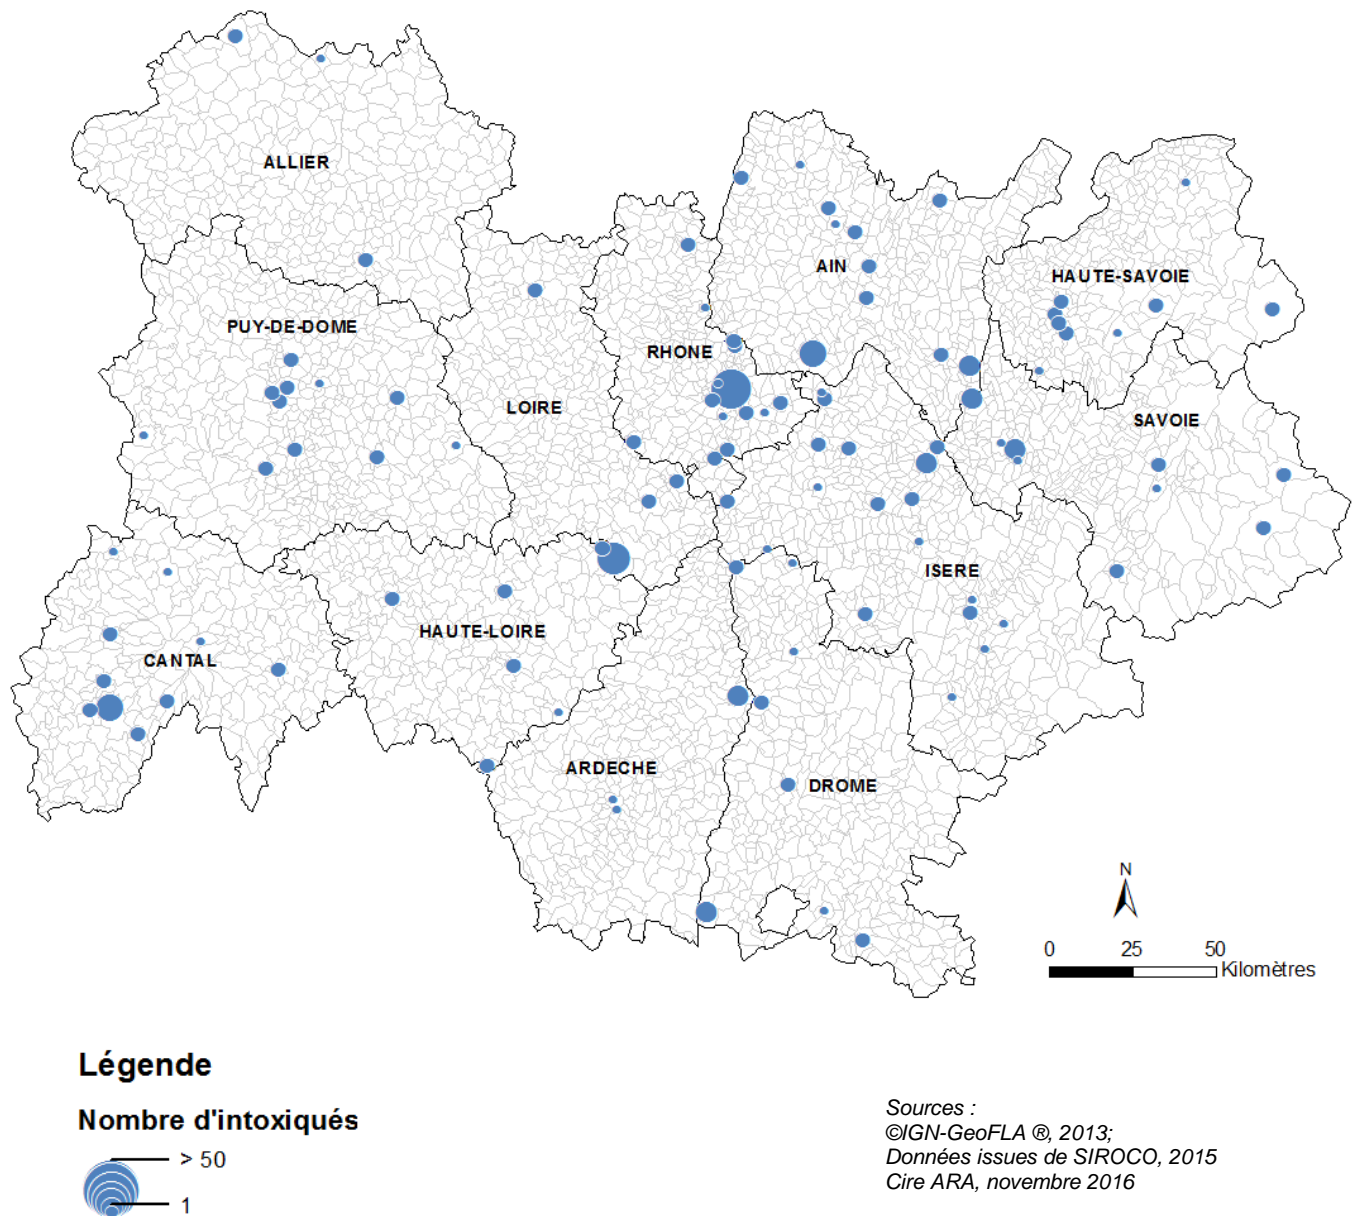 ALLIER
AIN
HAUTE-SAVOIE
PUY-DE-DOME
RHONE
LOIRE
SAVOIE
ISERE
HAUTE-LOIRE
CANTAL
ARDECHE
DROME
N
0 25 50
Kilomètres
Légende
Nombre d'intoxiqués
> 50
1
Sources :
©IGN-GeoFLA ®, 2013;
Données issues de SIROCO, 2015
Cire ARA, novembre 2016